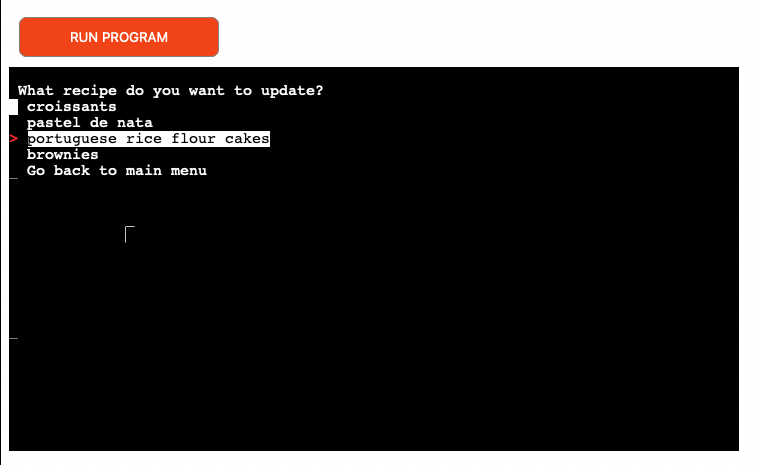 RUN PROGRAM
What recipe do you want to update?
croissants
pastel de nata
> portuguese rice flour cakes
brownies
Go back to main menu